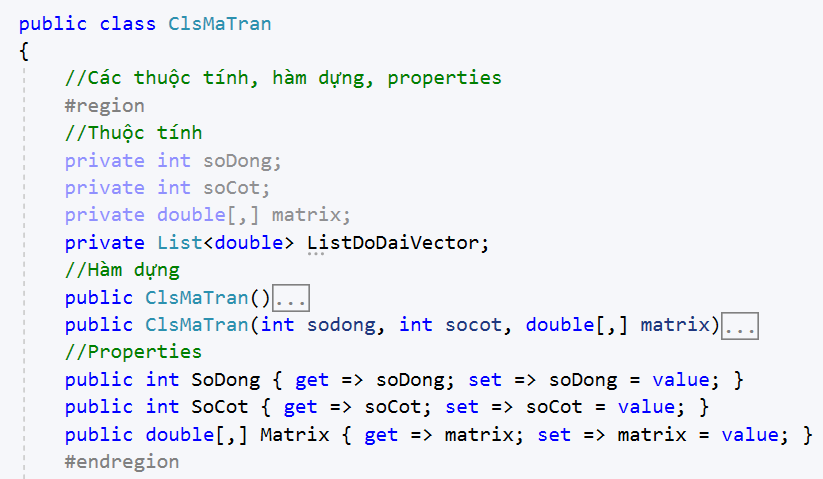 public class ClsMaTran
{
//Các thuộc tính, hàm dựng, properties
#region
//Thuộc tính
private int soDong;
private int soCot;
private double[,] matrix;
private List<double> ListDoDaiVector;
//Hàm dựng
public ClsMaTran()...
public ClsMaTran(int sodong, int socot, double[,] matrix)...
//Properties
public int SoDong { get => soDong; set => soDong = value; }
public int SoCot { get => soCot; set => soCot = value; }
public double[,] Matrix { get => matrix; set => matrix = value; }
#endregion